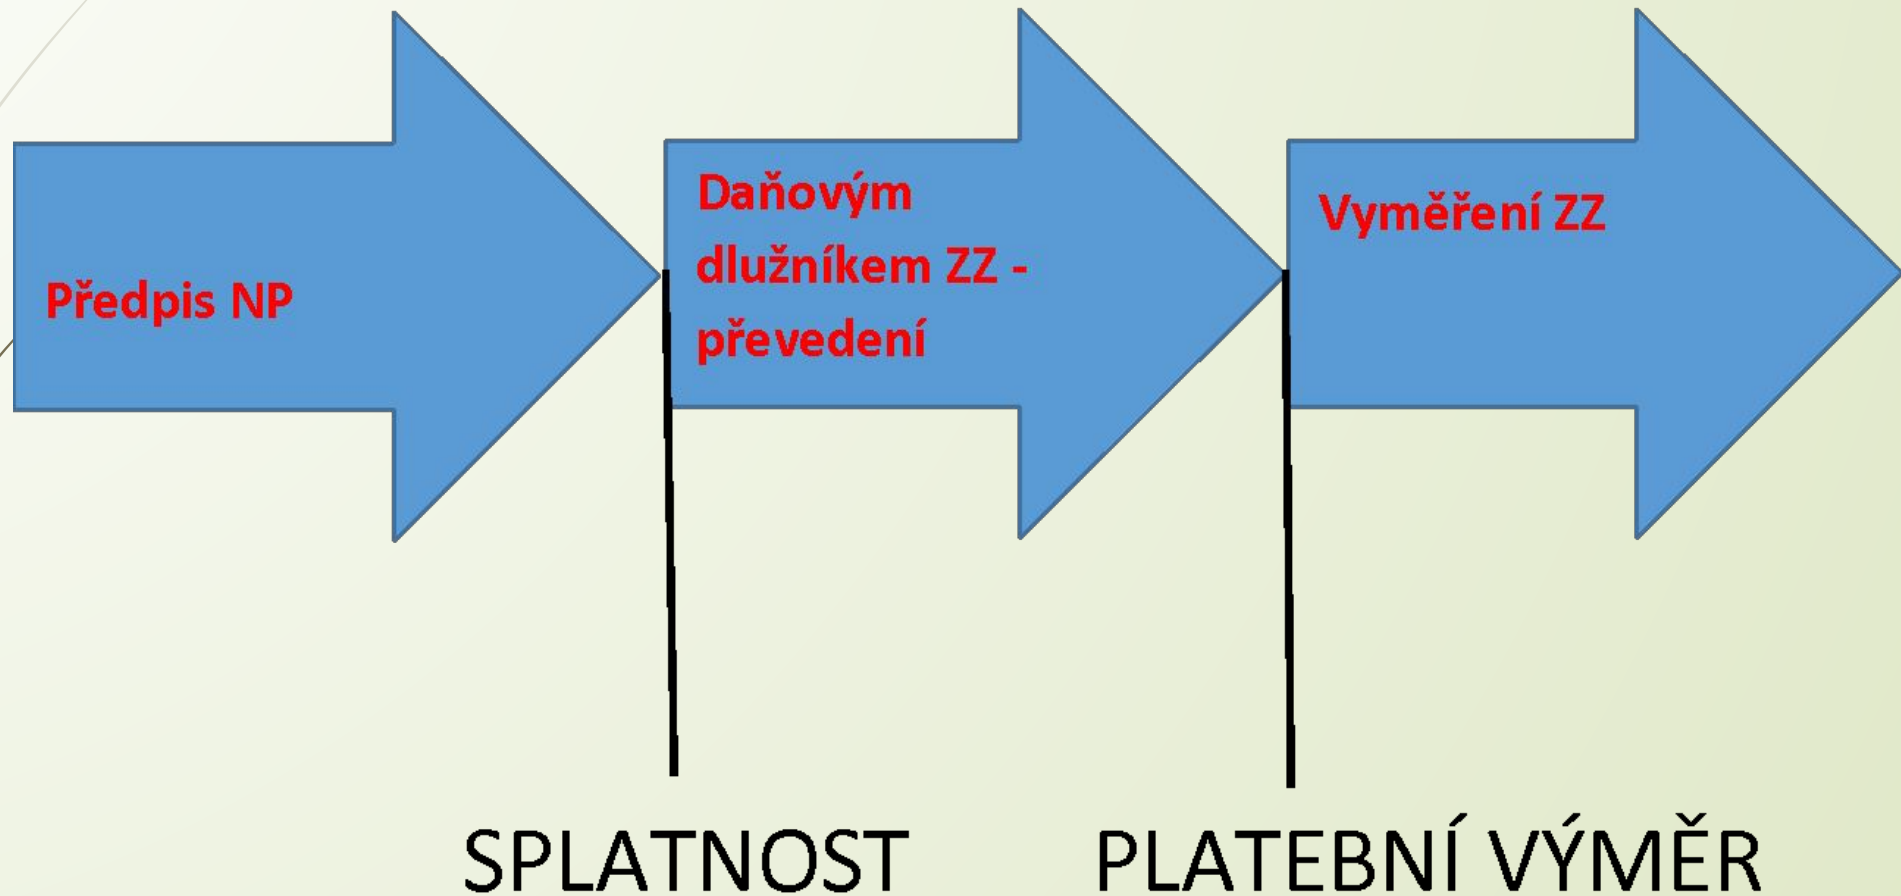 Předpis NP
Daňovým
dlužníkem ZZ -
převedení
Vyměření ZZ
SPLATNOST
PLATEBNÍ VÝMĚR